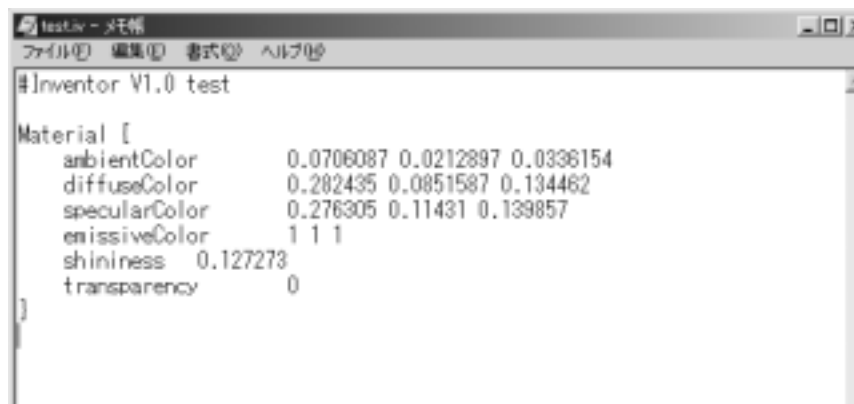 test.iv - メモ帳
ファイル(F) 編集(E) 書式(O) ヘルプ(H)
#Inventor V1.0 test
Material [
ambientColor 0.0706087 0.0212897 0.0336154
diffuseColor 0.282435 0.0851587 0.134462
specularColor 0.276305 0.11431 0.139857
emissiveColor 1 1 1
shininess 0.127273
transparency 0
]